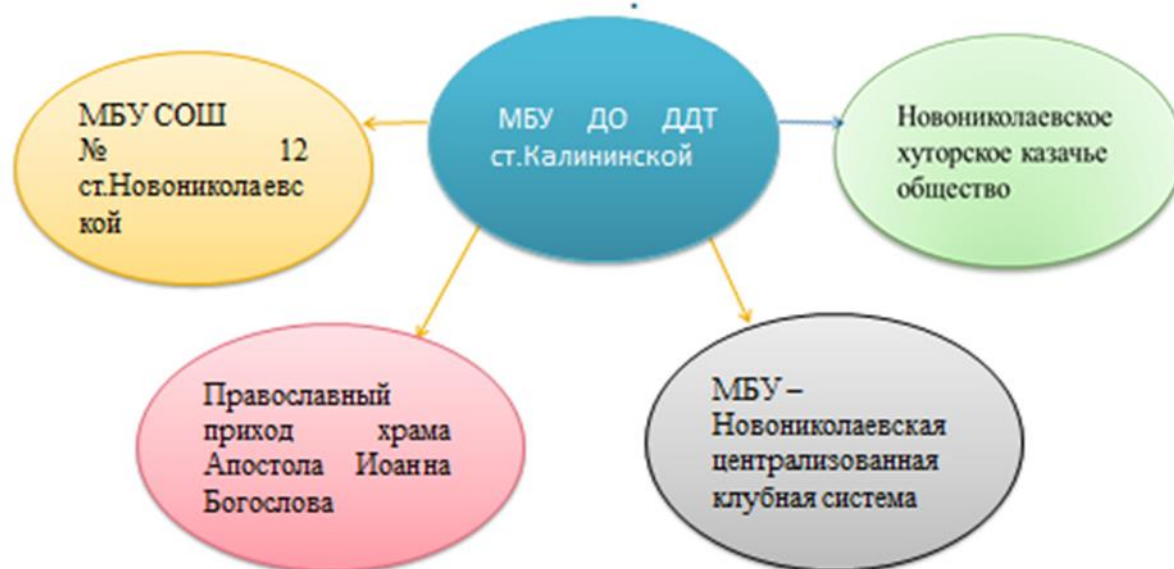 МБУ ДО ДДТ
ст.Калининской
МБУ СОШ
№ 12
ст.Новониколаевс
кой
Новониколаевское
хуторское казачье
общество
Православный
приход храма
Апостола Иоанна
Богослова
МБУ –
Новониколаевская
централизованная
клубная система